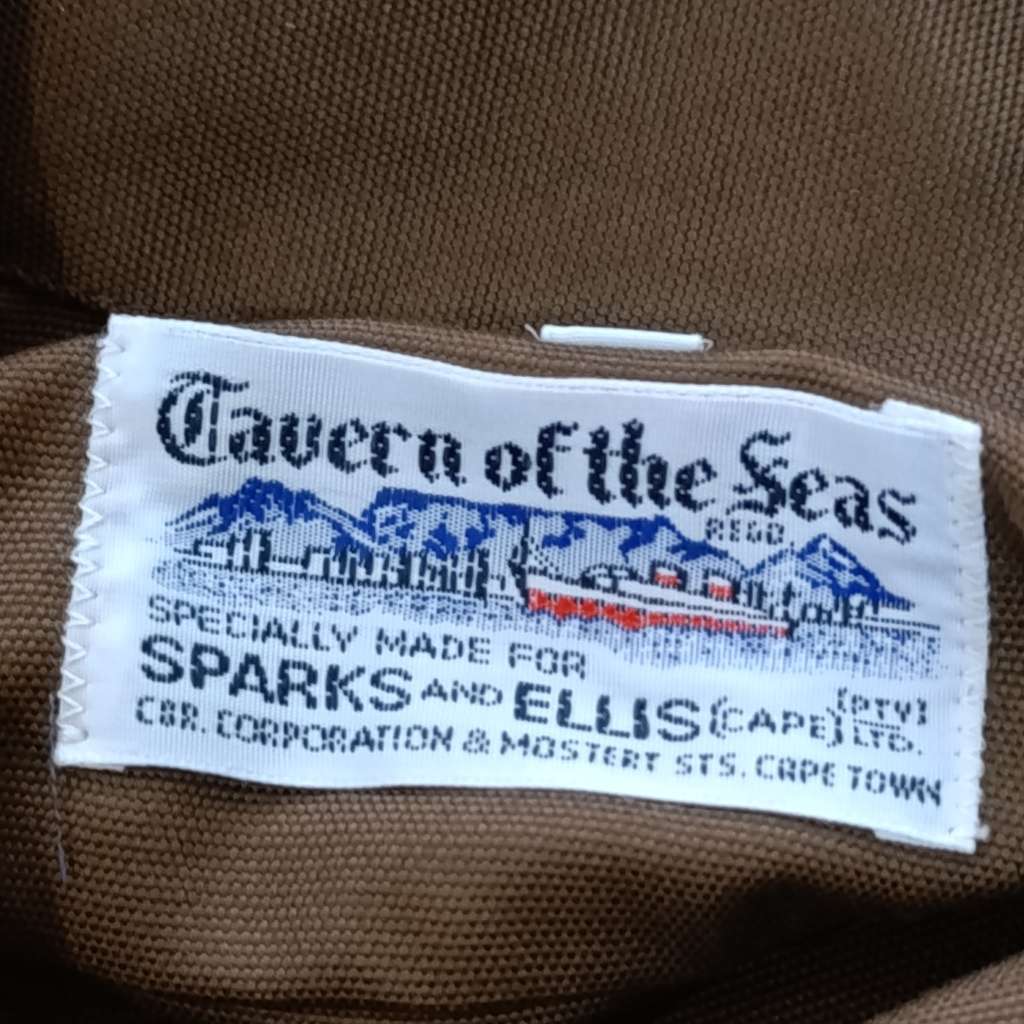 Tavern of the Seas
REGD.
SPECIALLY MADE FOR
SPARKS AND ELLIS (CAPE) (PTY) LTD.
COR. CORPORATION & MOSTERT STS. CAPE TOWN